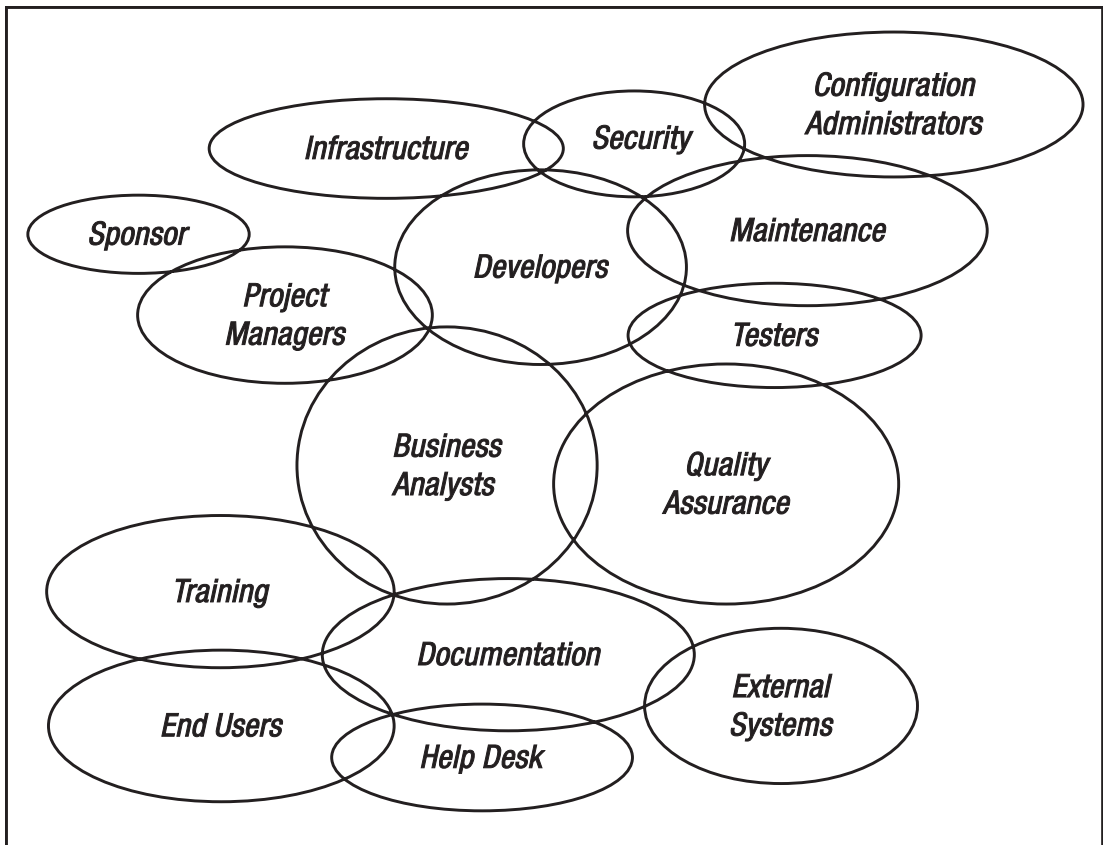 Configuration
Administrators
Infrastructure
Security
Sponsor
Maintenance
Developers
Project
Managers
Testers
Business
Analysts
Quality
Assurance
Training
Documentation
External
Systems
End Users
Help Desk